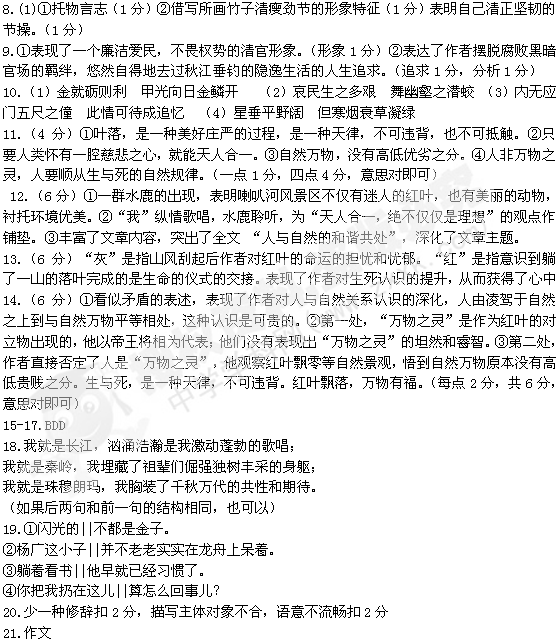 8.(1)①托物言志（1分）②借写所画竹子清瘦劲节的形象特征（1分）表明自己清正坚韧的
节操。（1分）
9.①表现了一个廉洁爱民，不畏权势的清官形象。（形象1分）②表达了作者摆脱腐败黑暗
官场的羁绊，悠然自得地去过秋江垂钓的隐逸生活的人生追求。（追求1分，分析1分）
10.（1）金就砺则利 甲光向日金鳞开 （2）哀民生之多艰 舞幽壑之潜蛟（3）内无应
门五尺之僮 此情可待成追忆 （4）星垂平野阔 但寒烟衰草凝绿
11.（4 分）①叶落，是一种美好庄严的过程，是一种天律，不可违背，也不可抵触。②只
要人类怀有一腔慈悲之心，就能天人合一。③自然万物，没有高低优劣之分。④人非万物之
灵，人要顺从生与死的自然规律。（一点1分，四点4分，意思对即可）
12.（6分）①一群水鹿的出现，表明喇叭河风景区不仅有迷人的红叶，也有美丽的动物，
衬托环境优美。②“我”纵情歌唱，水鹿聆听，为“天人合一，绝不仅仅是理想”的观点作
铺垫。③丰富了文章内容，突出了全文 “人与自然的和谐共处”，深化了文章主题。
13.（6分）“灰”是指山风刮起后作者对红叶的命运的担忧和忧郁。“红”是指意识到躺
了一山的落叶完成的是生命的仪式的交接。表现了作者对生死认识的提升，从而获得了心中
14.（6分）①看似矛盾的表述，表现了作者对人与自然关系认识的深化，人由凌驾于自然
之上到与自然万物平等相处，这种认识是可贵的。②第一处，“万物之灵”是作为红叶的对
立物出现的，他以帝王将相为代表，他们没有表现出“万物之灵”的坦然和睿智。③第二处，
作者直接否定了人是“万物之灵”，他观察红叶飘零等自然景观，悟到自然万物原本没有高
低贵贱之分。生与死，是一种天律，不可违背。红叶飘落，万物有福。（每点2分，共6分，
意思对即可）
15-17.BDD
18.我就是长江，汹涌浩瀚是我激动蓬勃的歌唱；
我就是秦岭，我埋藏了祖辈们倔强独树丰采的身躯；
我就是珠穆朗玛，我胸装了千秋万代的共性和期待。
（如果后两句和前一句的结构相同，也可以）
19.①闪光的||不都是金子。
②杨广这小子||并不老老实实在龙舟上呆着。
③躺着看书||他早就已经习惯了。
④你把我扔在这儿||算怎么回事儿？
20.少一种修辞扣2分，描写主体对象不合，语意不流畅扣2分
21.作文